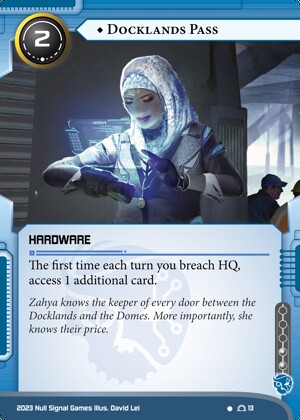 2
◆ Docklands Pass
HARDWARE
The first time each turn you breach HQ,
access 1 additional card.
Zahya knows the keeper of every door between the
Docklands and the Domes. More importantly, she
knows their price.
2023 Null Signal Games Illus. David Lei
13